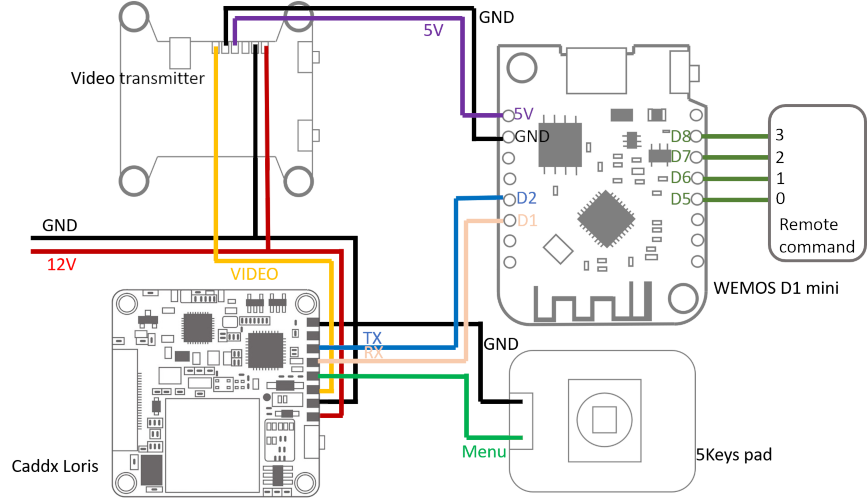 GND
5V
Video transmitter
5V
GND
D8
D7
D6
D5
3
2
1
0
D2
D1
Remote
command
GND
12V
VIDEO
WEMOS D1 mini
TX
RX
GND
Menu
5Keys pad
Caddx Loris